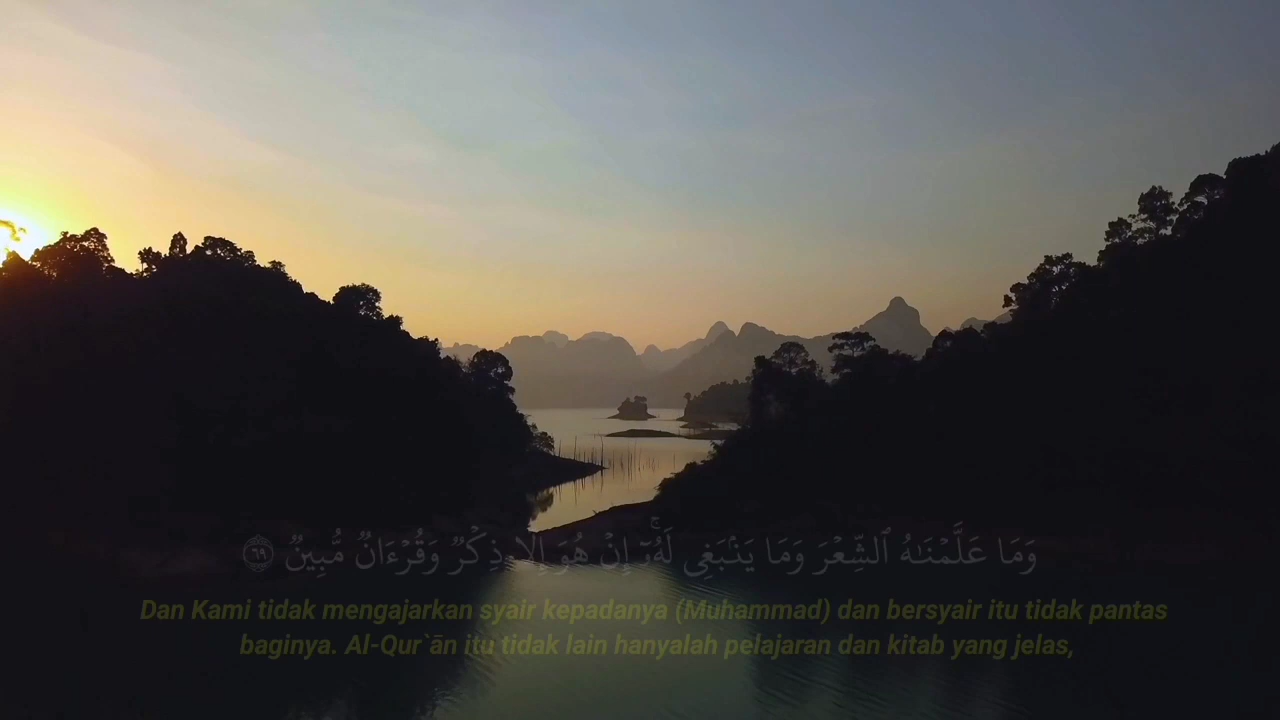 وَمَا عَلَّمْنَـٰهُ ٱلشِّعْرَ وَمَا يَنۢبَغِى لَهُۥٓ ۚ إِنْ هُوَ إِلَّا ذِكْرٌ وَقُرْءَانٌ مُّبِينٌ ٦٩
Dan Kami tidak mengajarkan syair kepadanya (Muhammad) dan bersyair itu tidak pantas
baginya. Al-Qur`ān itu tidak lain hanyalah pelajaran dan kitab yang jelas,